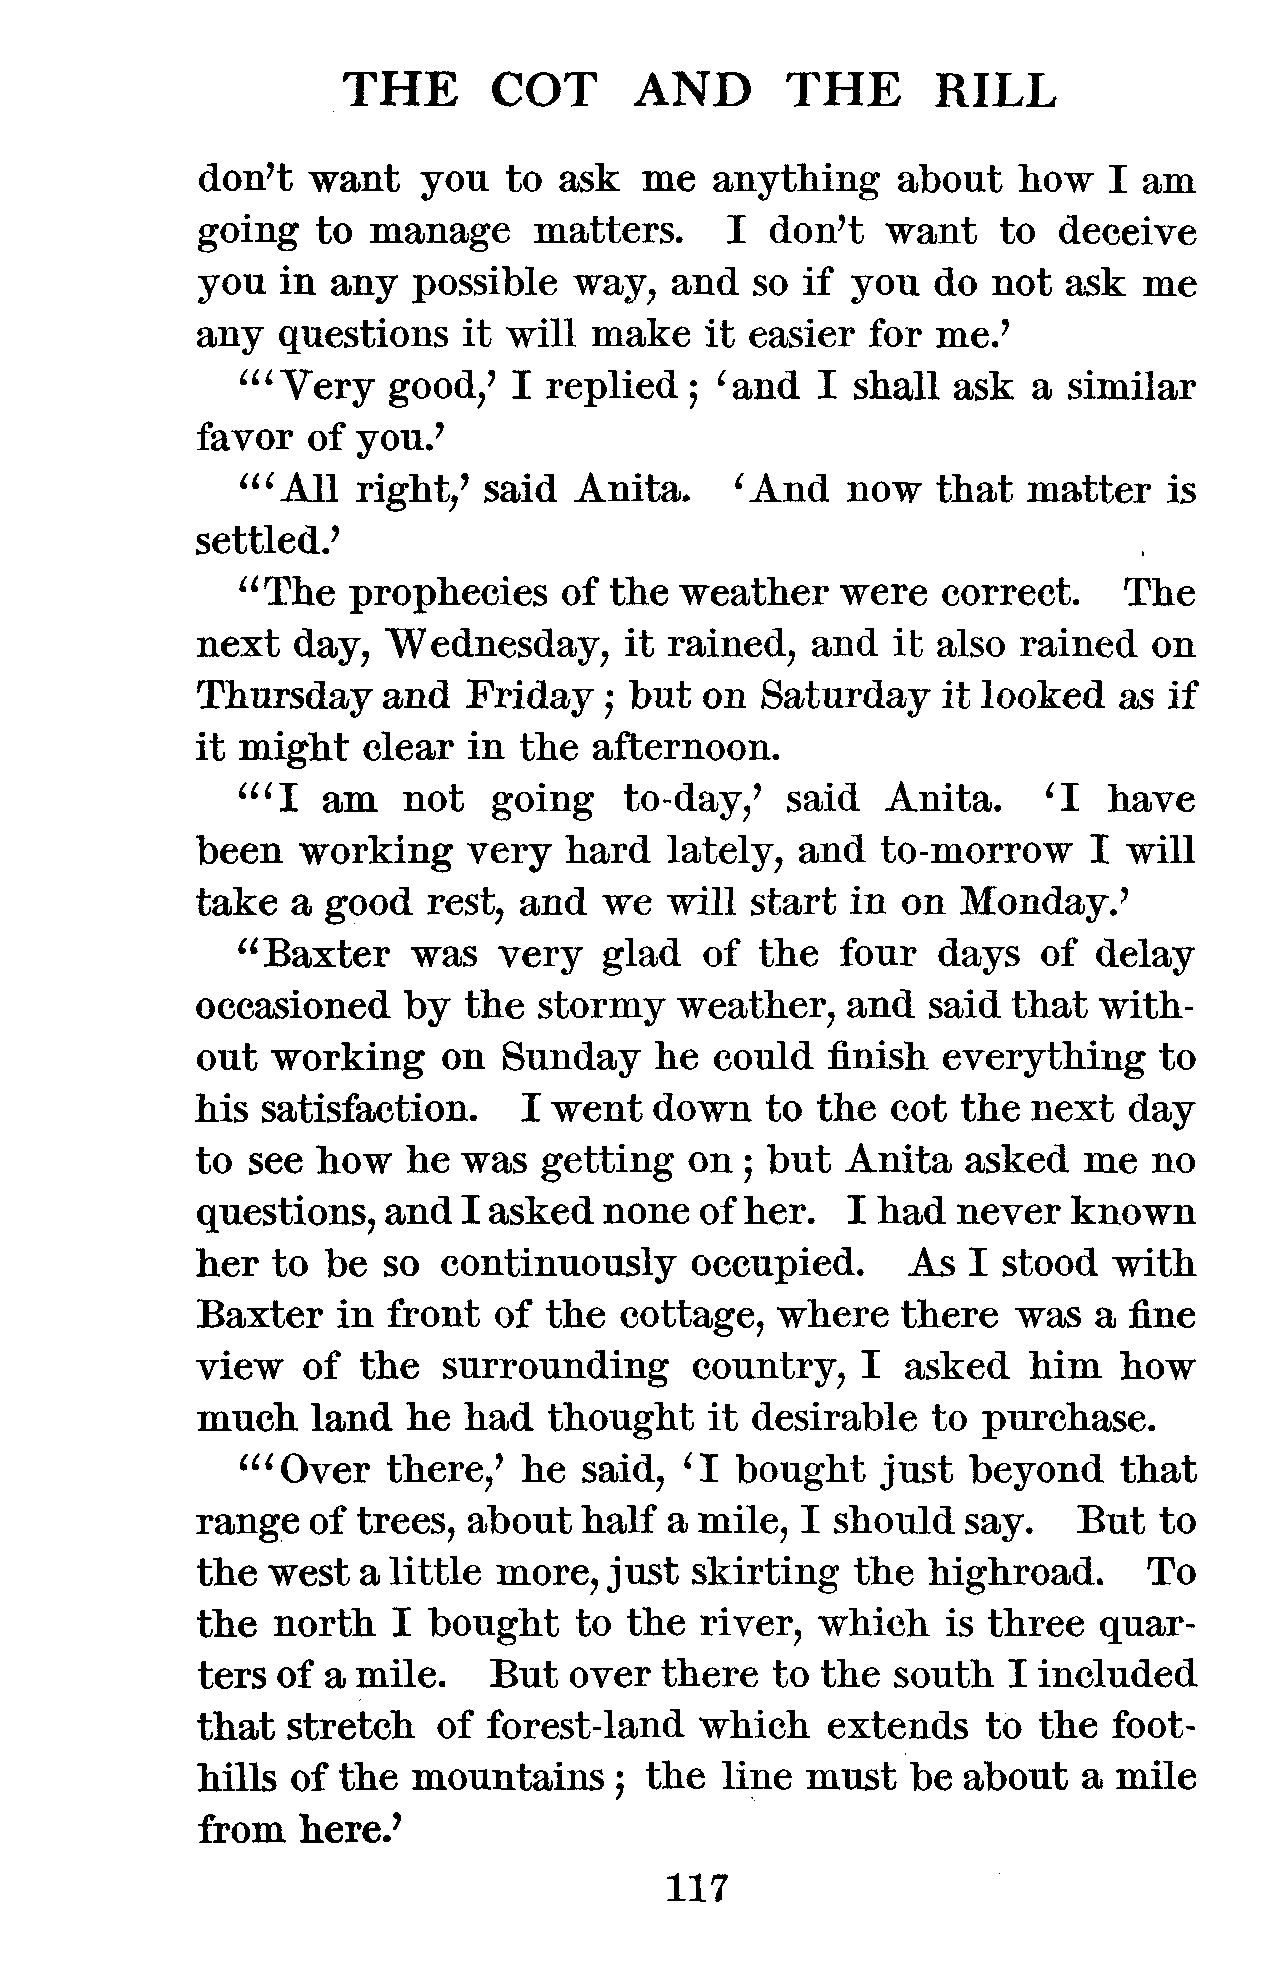 THE COT AND THE RILL
don't want you to ask me anything about how I am
going to manage matters. I don't want to deceive
you in any possible way, and so if you do not ask me
any questions it will make it easier for me.'
"'Very good,' I replied; 'and I shall ask a similar
favor of you.'
"'All right,' said Anita. 'And now that matter is
settled.'
"The prophecies of the weather were correct. The
next day, Wednesday, it rained, and it also rained on
Thursday and Friday; but on Saturday it looked as if
it might clear in the afternoon.
"'I am not going to-day,' said Anita. 'I have
been working very hard lately, and to-morrow I will
take a good rest, and we will start in on Monday.'
"Baxter was very glad of the four days of delay
occasioned by the stormy weather, and said that with-
out working on Sunday he could finish everything to
his satisfaction. I went down to the cot the next day
to see how he was getting on; but Anita asked me no
questions, and I asked none of her. I had never known
her to be so continuously occupied. As I stood with
Baxter in front of the cottage, where there was a fine
view of the surrounding country, I asked him how
much land he had thought it desirable to purchase.
"'Over there,' he said, 'I bought just beyond that
range of trees, about half a mile, I should say. But to
the west a little more, just skirting the highroad. To
the north I bought to the river, which is three quar-
ters of a mile. But over there to the south I included
that stretch of forest-land which extends to the foot-
hills of the mountains; the line must be about a mile
from here.'
117